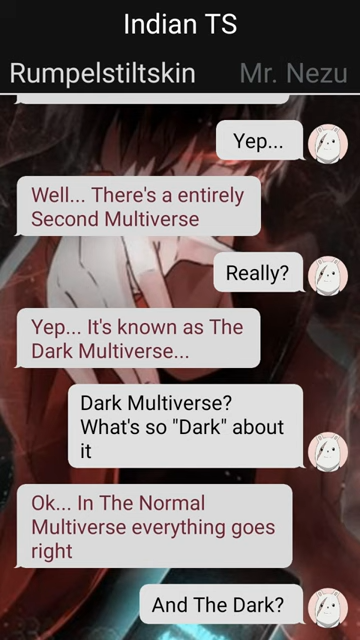 Indian TS
Rumpelstiltskin Mr. Nezu
Yep...
Well... There's a entirely
Second Multiverse
Really?
Yep... It's known as The
Dark Multiverse...
Dark Multiverse?
What's so "Dark" about
it
Ok... In The Normal
Multiverse everything goes
right
And The Dark?